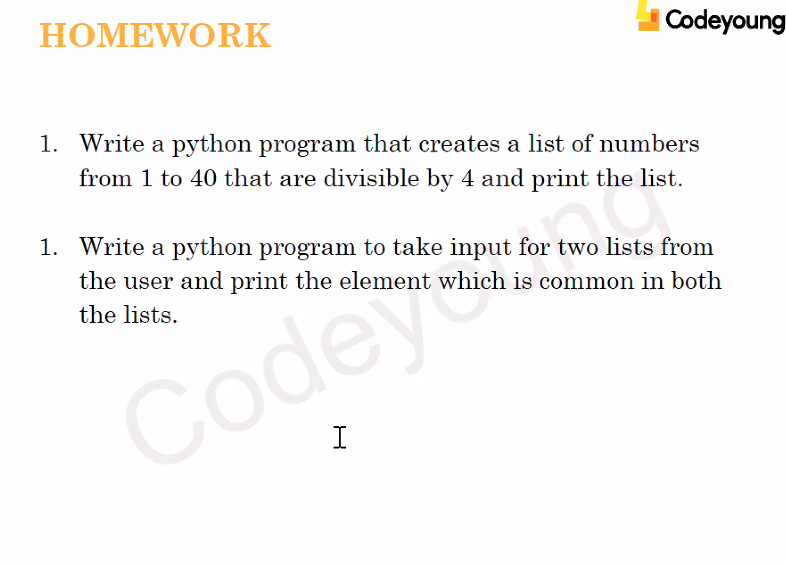 HOMEWORK
Codeyoung
1. Write a python program that creates a list of numbers
from 1 to 40 that are divisible by 4 and print the list.
1. Write a python program to take input for two lists from
the user and print the element which is common in both
the lists.
Codeyoung